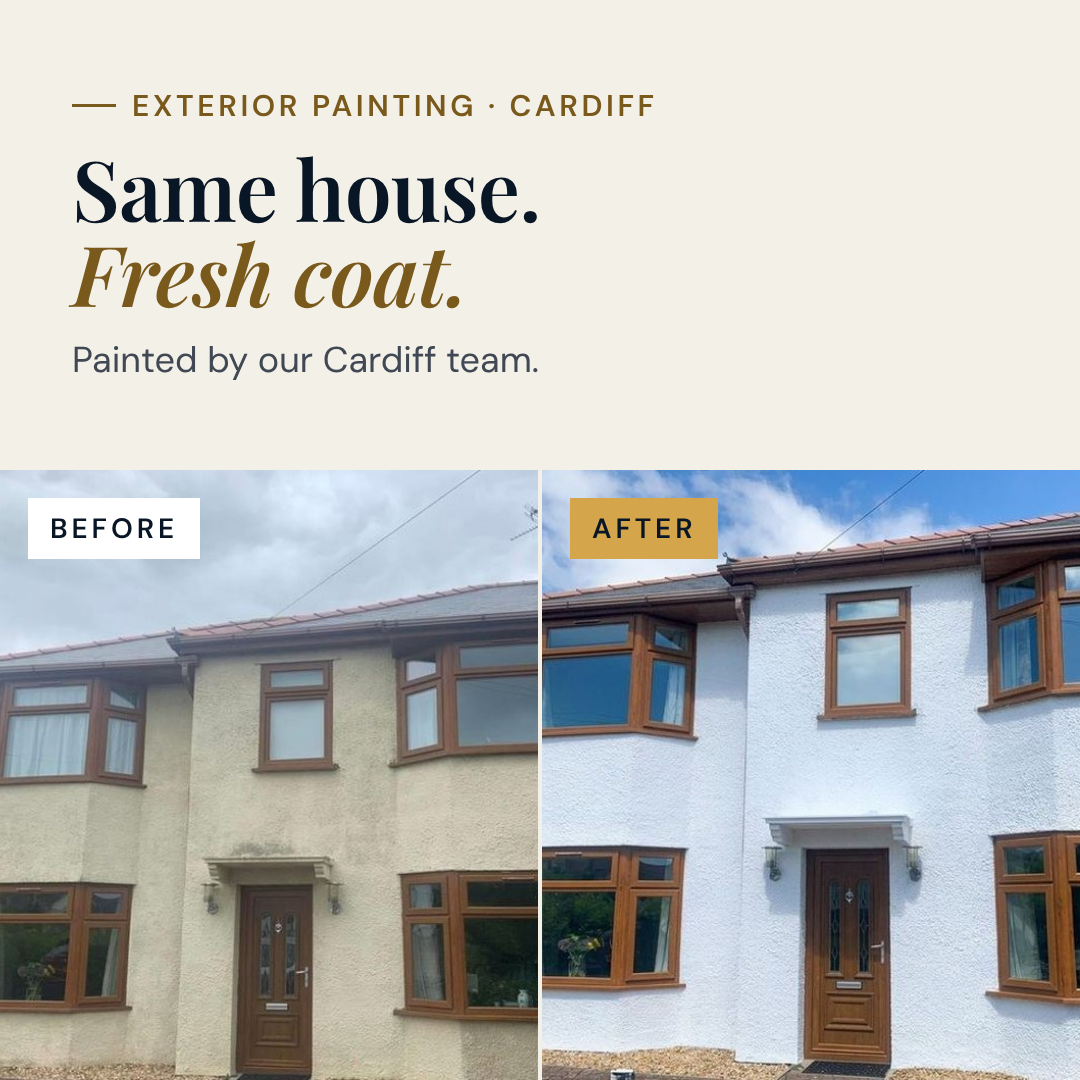 EXTERIOR PAINTING · CARDIFF
Same house.
Fresh coat.
Painted by our Cardiff team.
BEFORE
AFTER